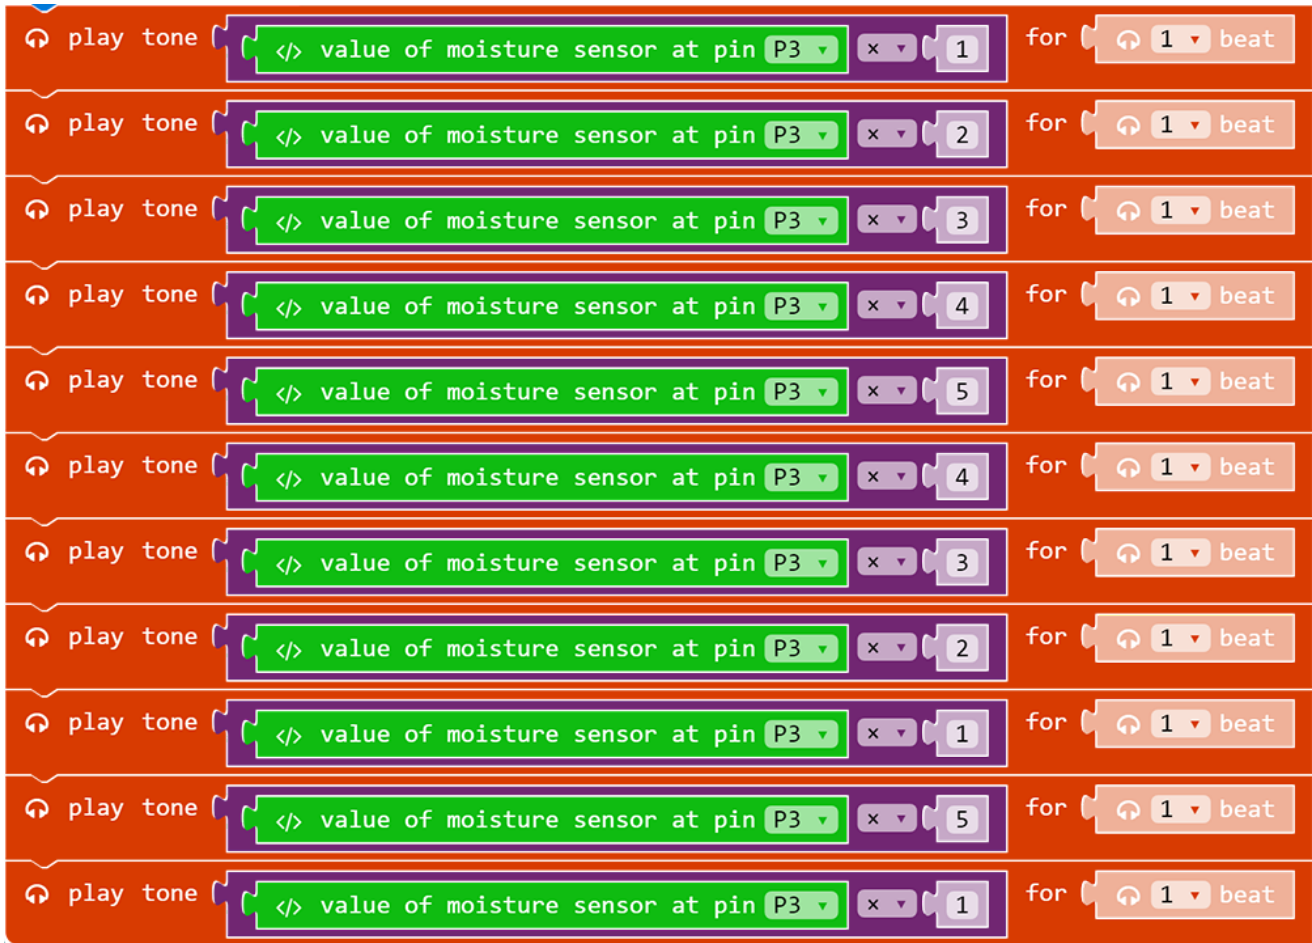 play tone </> value of moisture sensor at pin P3 × 1 for 1 beat
play tone </> value of moisture sensor at pin P3 × 2 for 1 beat
play tone </> value of moisture sensor at pin P3 × 3 for 1 beat
play tone </> value of moisture sensor at pin P3 × 4 for 1 beat
play tone </> value of moisture sensor at pin P3 × 5 for 1 beat
play tone </> value of moisture sensor at pin P3 × 4 for 1 beat
play tone </> value of moisture sensor at pin P3 × 3 for 1 beat
play tone </> value of moisture sensor at pin P3 × 2 for 1 beat
play tone </> value of moisture sensor at pin P3 × 1 for 1 beat
play tone </> value of moisture sensor at pin P3 × 5 for 1 beat
play tone </> value of moisture sensor at pin P3 × 1 for 1 beat